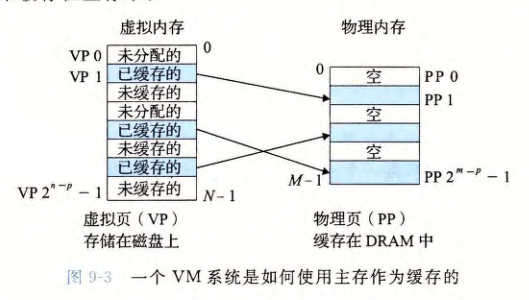 虚拟内存 物理内存
VP 0 未分配的 0
VP 1 已缓存的 0 空 PP 0
未缓存的 PP 1
未分配的 空
已缓存的
未缓存的 空
已缓存的 M-1 PP 2^{m-p}-1
VP 2^{n-p}-1 未缓存的 N-1
虚拟页（VP） 物理页（PP）
存储在磁盘上 缓存在 DRAM 中
图 9-3 一个 VM 系统是如何使用主存作为缓存的